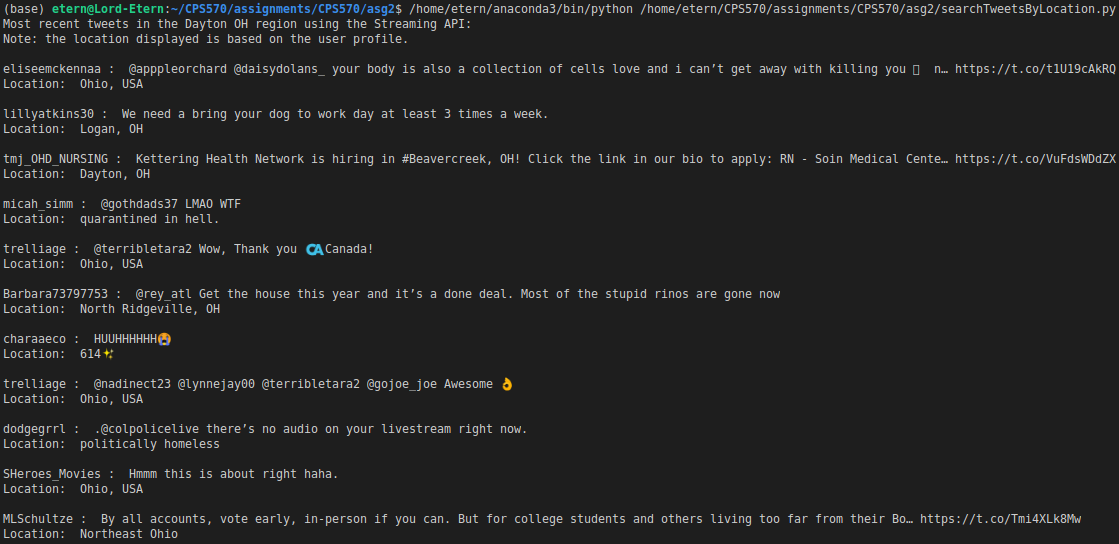 (base) etern@Lord-Etern:~/CPS570/assignments/CPS570/asg2$ /home/etern/anaconda3/bin/python /home/etern/CPS570/assignments/CPS570/asg2/searchTweetsByLocation.py
Most recent tweets in the Dayton OH region using the Streaming API:
Note: the location displayed is based on the user profile.
eliseemckennaa :  @apppleorchard @daisydolans_ your body is also a collection of cells love and i can’t get away with killing you  n… https://t.co/t1U19cAkRQ
Location:  Ohio, USA
lillyatkins30 :  We need a bring your dog to work day at least 3 times a week.
Location:  Logan, OH
tmj_OHD_NURSING :  Kettering Health Network is hiring in #Beavercreek, OH! Click the link in our bio to apply: RN - Soin Medical Cente… https://t.co/VuFdsWDdZX
Location:  Dayton, OH
micah_simm :  @gothdads37 LMAO WTF
Location:  quarantined in hell.
trelliage :  @terribletara2 Wow, Thank you 🇨🇦Canada!
Location:  Ohio, USA
Barbara73797753 :  @rey_atl Get the house this year and it’s a done deal. Most of the stupid rinos are gone now
Location:  North Ridgeville, OH
charaaeco :  HUUHHHHHH😭
Location:  614✨
trelliage :  @nadinect23 @lynnejay00 @terribletara2 @gojoe_joe Awesome 👌
Location:  Ohio, USA
dodgegrrl :  .@colpolicelive there’s no audio on your livestream right now.
Location:  politically homeless
SHeroes_Movies :  Hmmm this is about right haha.
Location:  Ohio, USA
MLSchultze :  By all accounts, vote early, in-person if you can. But for college students and others living too far from their Bo… https://t.co/Tmi4XLk8Mw
Location:  Northeast Ohio